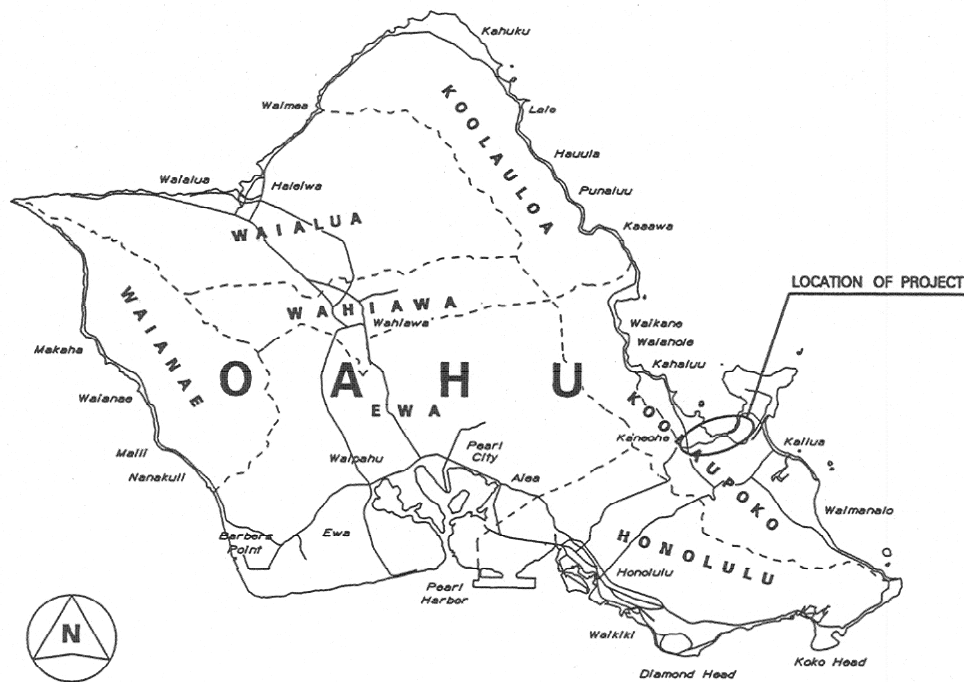 Kahuku
KOOLAULOA
Waimea
Laie
Hauula
Punaluu
Waialua
Haleiwa
Kaaawa
WAIALUA
LOCATION OF PROJECT
WAIANAE
WAHIAWA
Wahiawa
Waikane
Waiahole
Makaha
Kahaluu
OAHU
Waianae
EWA
KOOLAUPOKO
Kaneohe
Kailua
Maili
Nanakuli
Waipahu
Pearl
City
Aiea
Waimanalo
Barbers
Point
Ewa
HONOLULU
Honolulu
Pearl
Harbor
N
Waikiki
Diamond Head
Koko Head